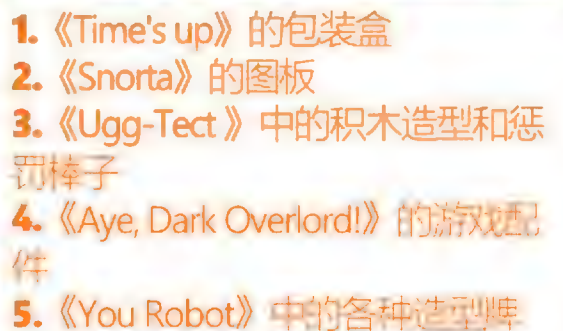 1.《Time's up》的包装盒
2.《Snorta》的图板
3.《Ugg-Tect 》中的积木造型和惩
罚棒子
4.《Aye, Dark Overlord!》的游戏配
件
5.《You Robot》中的各种造型牌